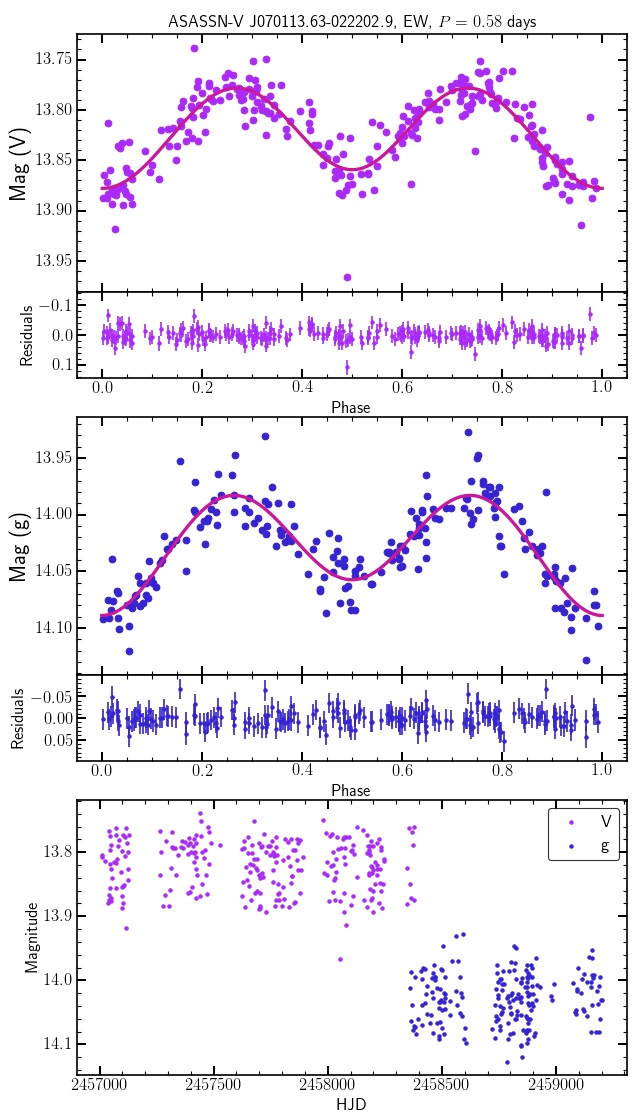 ASASSN-V J070113.63-022202.9, EW, P = 0.58 days
13.75
13.80
13.85
13.90
13.95
Mag (V)
−0.1
0.0
0.1
Residuals
0.0 0.2 0.4 0.6 0.8 1.0
Phase
13.95
14.00
14.05
14.10
Mag (g)
−0.05
0.00
0.05
Residuals
0.0 0.2 0.4 0.6 0.8 1.0
Phase
V
g
13.8
13.9
14.0
14.1
Magnitude
2457000 2457500 2458000 2458500 2459000
HJD